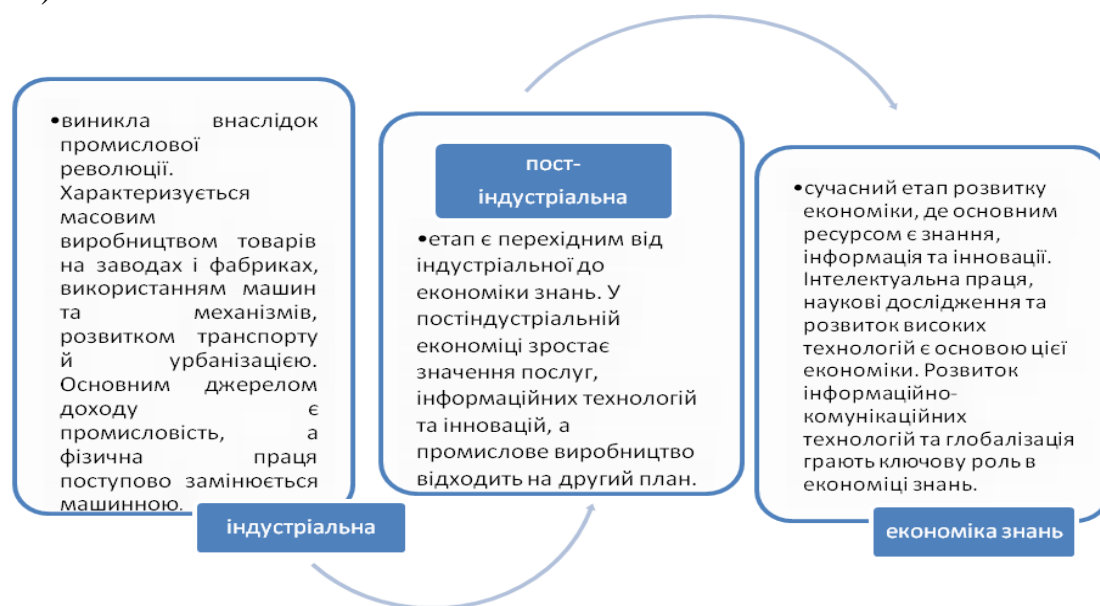 )
•виникла внаслідок
промислової
революції.
Характеризується
масовим
виробництвом товарів
на заводах і фабриках,
використанням машин
та механізмів,
розвитком транспорту
й урбанізацією.
Основним джерелом
доходу є
промисловість, а
фізична праця
поступово замінюється
машинною.
індустріальна
пост-
індустріальна
•етап є перехідним від
індустріальної до
економіки знань. У
постіндустріальній
економіці зростає
значення послуг,
інформаційних технологій
та інновацій, а
промислове виробництво
відходить на другий план.
•сучасний етап розвитку
економіки, де основним
ресурсом є знання,
інформація та інновації.
Інтелектуальна праця,
наукові дослідження та
розвиток високих
технологій є основою цієї
економіки. Розвиток
інформаційно-
комунікаційних
технологій та глобалізація
грають ключову роль в
економіці знань.
економіка знань